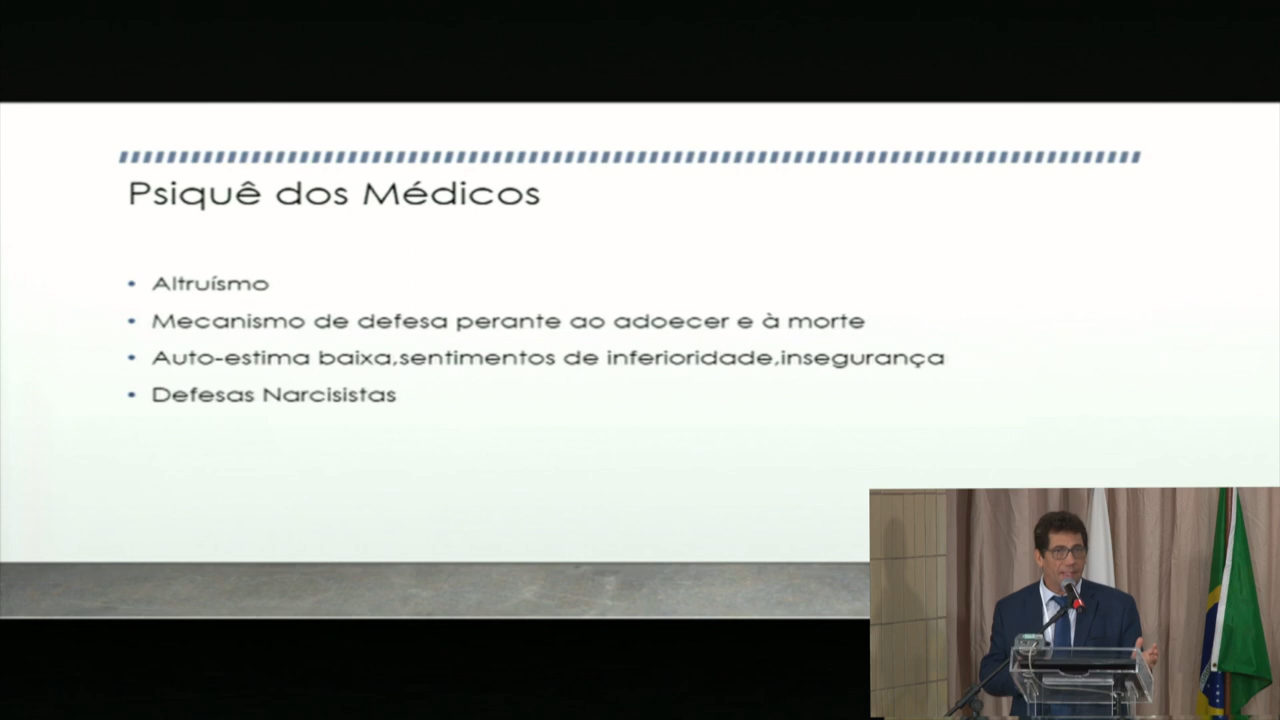 Psiquê dos Médicos
• Altruísmo
• Mecanismo de defesa perante ao adoecer e à morte
• Auto-estima baixa,sentimentos de inferioridade,insegurança
• Defesas Narcisistas